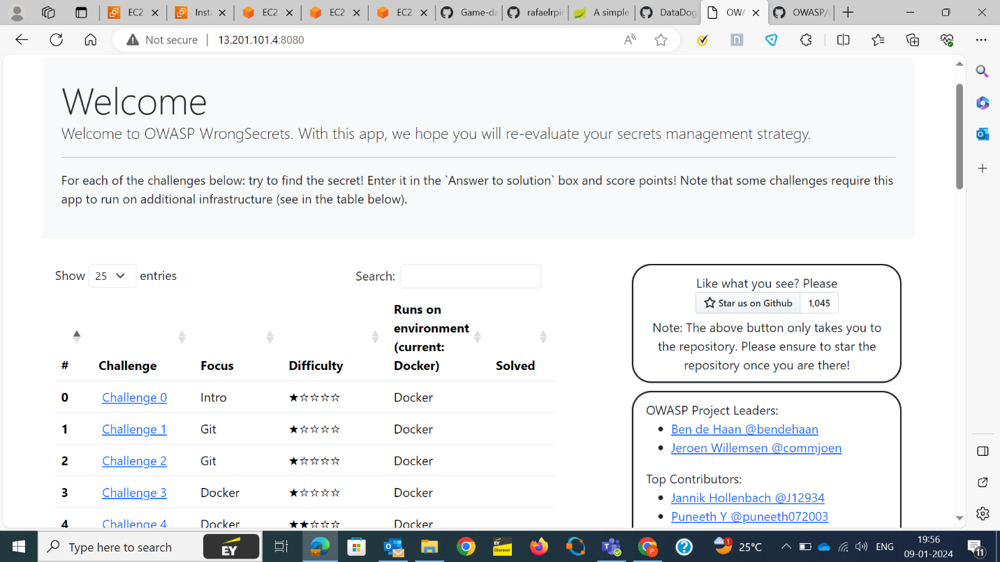 EC2
Inst
EC2
EC2
EC2
Game-da
rafaelrpir
A simple
DataDog
OWA
OWASP/
Not secure
13.201.101.4:8080
Welcome
Welcome to OWASP WrongSecrets. With this app, we hope you will re-evaluate your secrets management strategy.
For each of the challenges below: try to find the secret! Enter it in the `Answer to solution` box and score points! Note that some challenges require this
app to run on additional infrastructure (see in the table below).
Show 25 entries
Search:
# Challenge Focus Difficulty Runs on environment (current: Docker) Solved
0 Challenge 0 Intro ★☆☆☆☆ Docker
1 Challenge 1 Git ★☆☆☆☆ Docker
2 Challenge 2 Git ★☆☆☆☆ Docker
3 Challenge 3 Docker ★☆☆☆☆ Docker
4 Challenge 4 Docker ★★☆☆☆ Docker
Like what you see? Please
Star us on Github 1,045
Note: The above button only takes you to
the repository. Please ensure to star the
repository once you are there!
OWASP Project Leaders:
Ben de Haan @bendehaan
Jeroen Willemsen @commjoen
Top Contributors:
Jannik Hollenbach @J12934
Puneeth Y @puneeth072003
Type here to search
EY
EY
Discover
P
1
25°C
ENG
19:56
09-01-2024
11